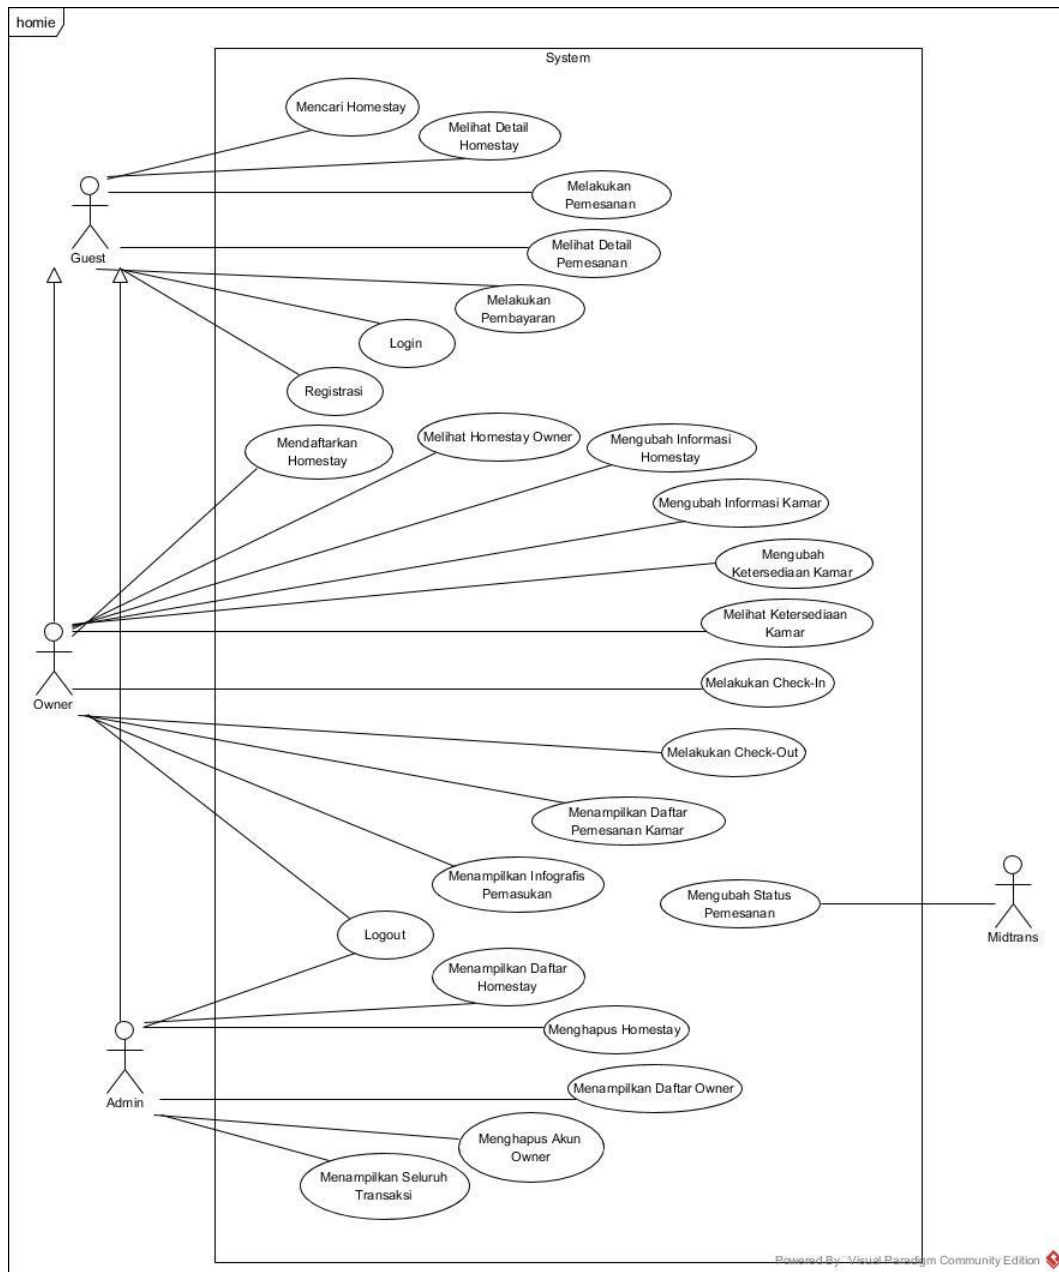 homie
System
Mencari Homestay
Melihat Detail
Homestay
Melakukan
Pemesanan
Guest
Melihat Detail
Pemesanan
Melakukan
Pembayaran
Login
Registrasi
Mendaftarkan
Homestay
Melihat Homestay Owner
Mengubah Informasi
Homestay
Mengubah Informasi Kamar
Mengubah
Ketersediaan Kamar
Melihat Ketersediaan
Kamar
Owner
Melakukan Check-In
Melakukan Check-Out
Menampilkan Daftar
Pemesanan Kamar
Menampilkan Infografis
Pemasukan
Mengubah Status
Pemesanan
Midtrans
Logout
Menampilkan Daftar
Homestay
Menghapus Homestay
Admin
Menampilkan Daftar Owner
Menghapus Akun
Owner
Menampilkan Seluruh
Transaksi
Powered By Visual Paradigm Community Edition